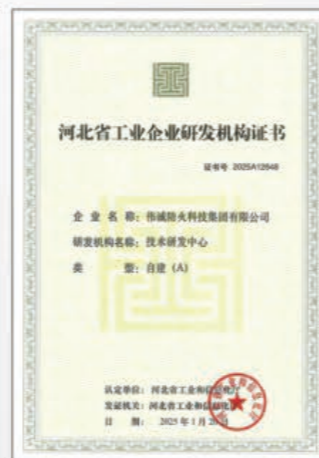 河北省工业企业研发机构证书
证书号 2025A12648
企业名称：伟诚防火科技集团有限公司
研发机构名称：技术研发中心
类型：自建（A）
认定单位：河北省工业和信息化厅
发证机关：河北省工业和信息化厅
日期：2025年1月2